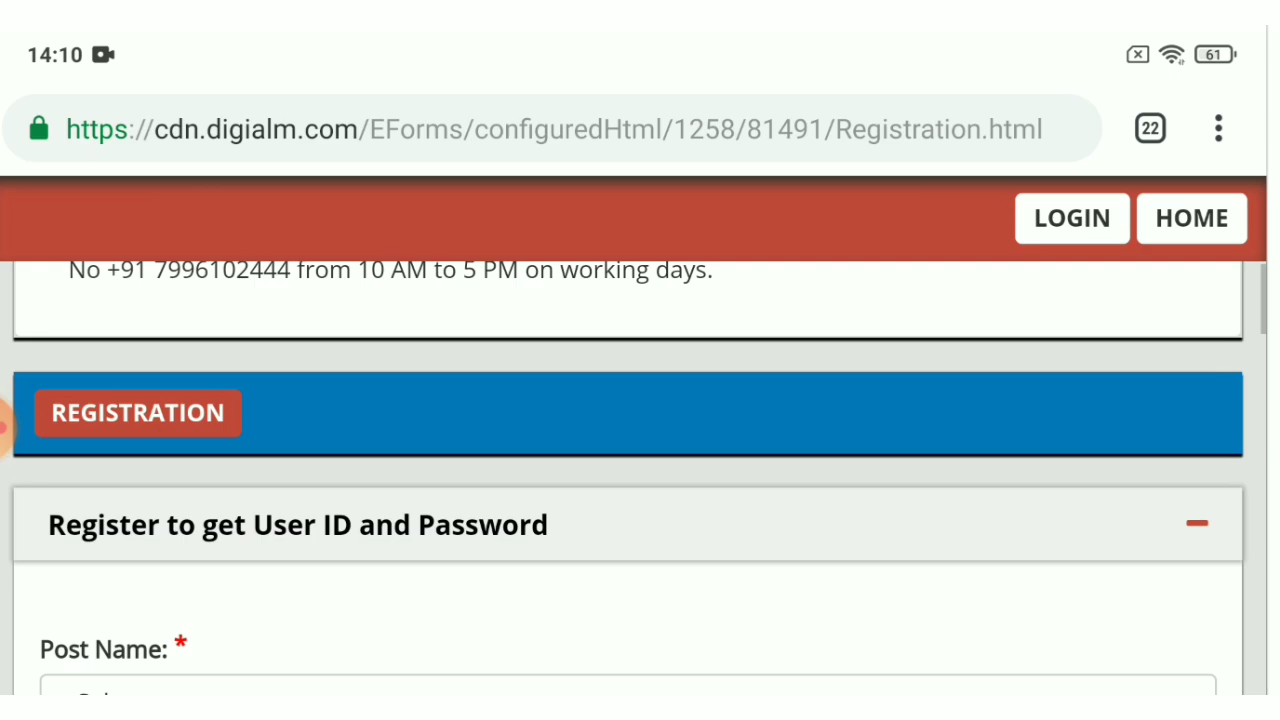 14:10
61
https://cdn.digialm.com/EForms/configuredHtml/1258/81491/Registration.html
22
LOGIN HOME
No +91 7996102444 from 10 AM to 5 PM on working days.
REGISTRATION
Register to get User ID and Password
Post Name: *